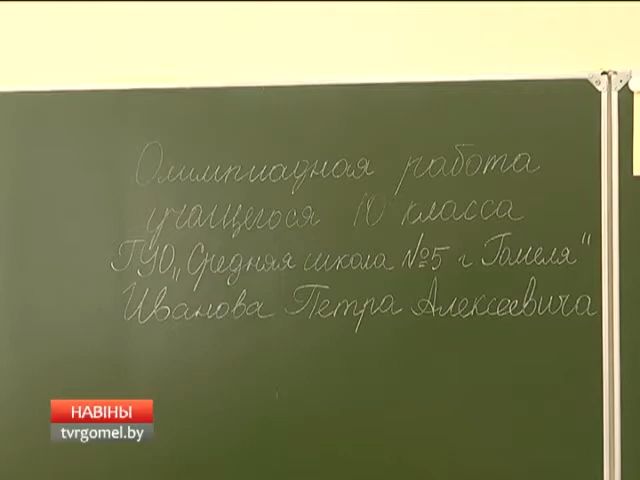 Олимпиадная работа
учащегося 10 класса
ГУО „Средняя школа №5 г Гомеля“
Иванова Петра Алексеевича
НАВІНЫ
tvrgomel.by